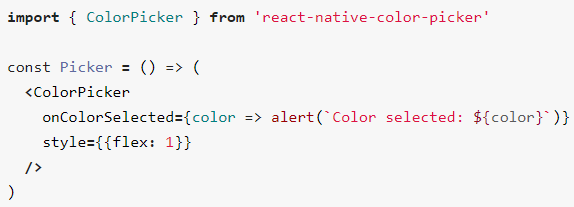 import { ColorPicker } from 'react-native-color-picker'
const Picker = () => (
<ColorPicker
onColorSelected={color => alert(`Color selected: ${color}`)}
style={{flex: 1}}
/>
)